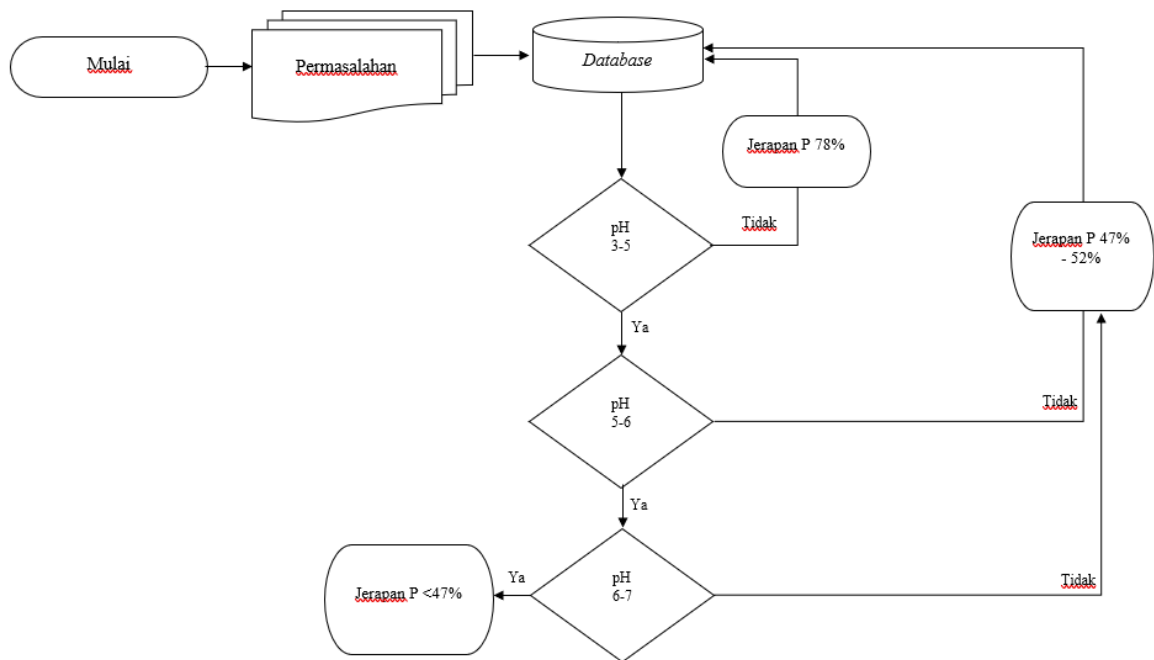 Mulai
Permasalahan
Database
Jerapan P 78%
Tidak
pH
3-5
Jerapan P 47%
- 52%
Ya
pH
5-6
Tidak
Ya
pH
6-7
Tidak
Ya
Jerapan P <47%